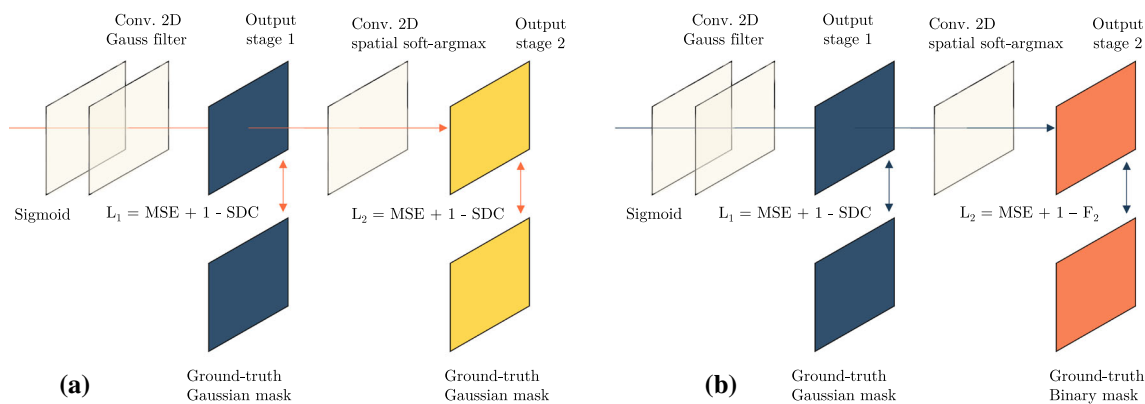 Conv. 2D
Gauss filter
Output
stage 1
Conv. 2D
spatial soft-argmax
Output
stage 2
Sigmoid
L₁ = MSE + 1 - SDC
L₂ = MSE + 1 - SDC
(a)
Ground-truth
Gaussian mask
Ground-truth
Gaussian mask
Conv. 2D
Gauss filter
Output
stage 1
Conv. 2D
spatial soft-argmax
Output
stage 2
Sigmoid
L₁ = MSE + 1 - SDC
L₂ = MSE + 1 – F₂
(b)
Ground-truth
Gaussian mask
Ground-truth
Binary mask